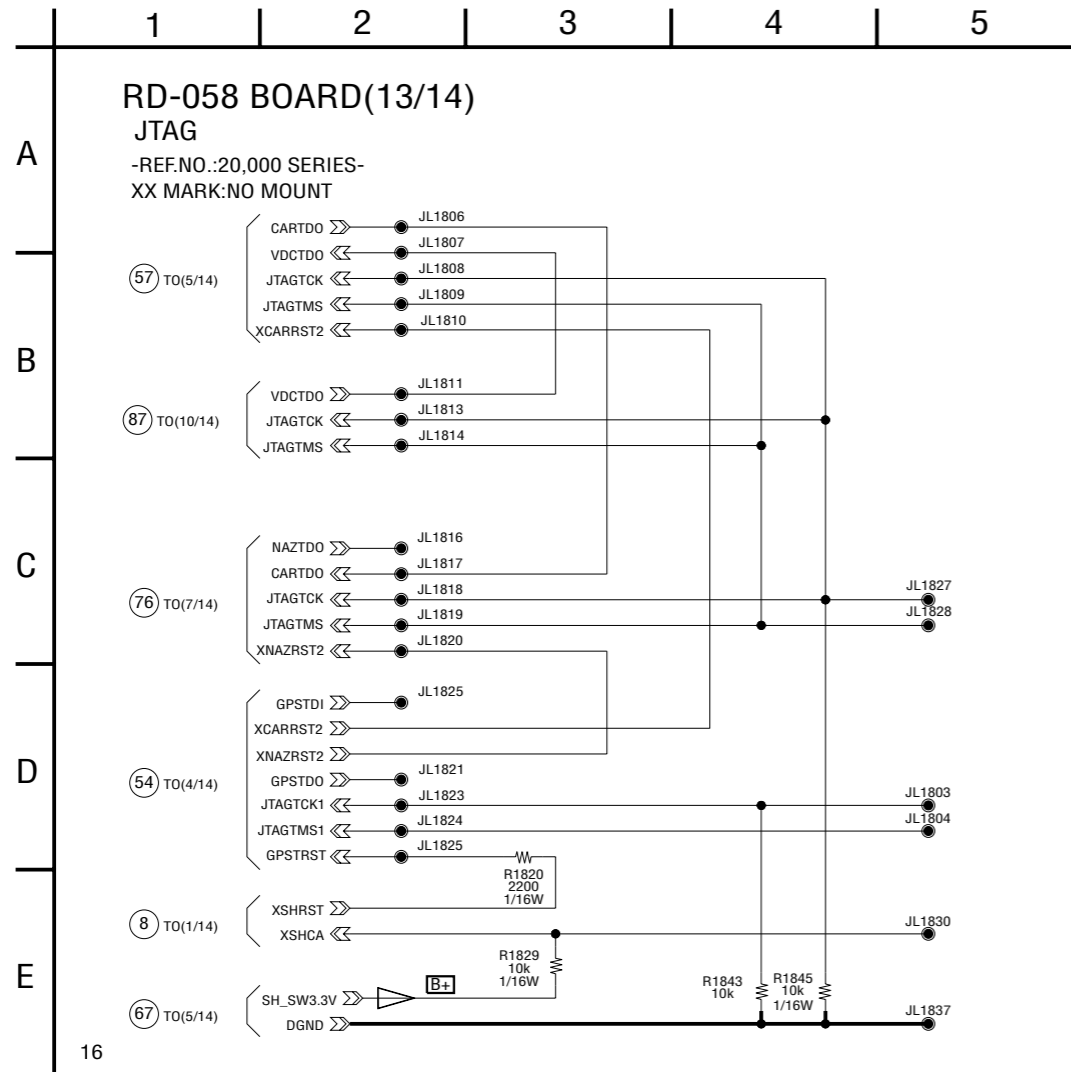 1 2 3 4 5
RD-058 BOARD(13/14)
A
JTAG
-REF.NO.:20,000 SERIES-
XX MARK:NO MOUNT
CARTDO JL1806
VDCTDO JL1807
57 TO(5/14) JTAGTCK JL1808
JTAGTMS JL1809
XCARRST2 JL1810
B
VDCTDO JL1811
87 TO(10/14) JTAGTCK JL1813
JTAGTMS JL1814
NAZTDO JL1816
C
CARTDO JL1817
76 TO(7/14) JTAGTCK JL1818 JL1827
JTAGTMS JL1819 JL1828
XNAZRST2 JL1820
GPSTDI JL1825
XCARRST2
XNAZRST2
D
54 TO(4/14) GPSTDO JL1821
JTAGTCK1 JL1823 JL1803
JTAGTMS1 JL1824 JL1804
GPSTRST JL1825
R1820
2200
1/16W
XSHRST
8 TO(1/14) XSHCA JL1830
R1829
10k
1/16W
E
R1843
10k
R1845
10k
1/16W
SH_SW3.3V B+
67 TO(5/14) DGND JL1837
16